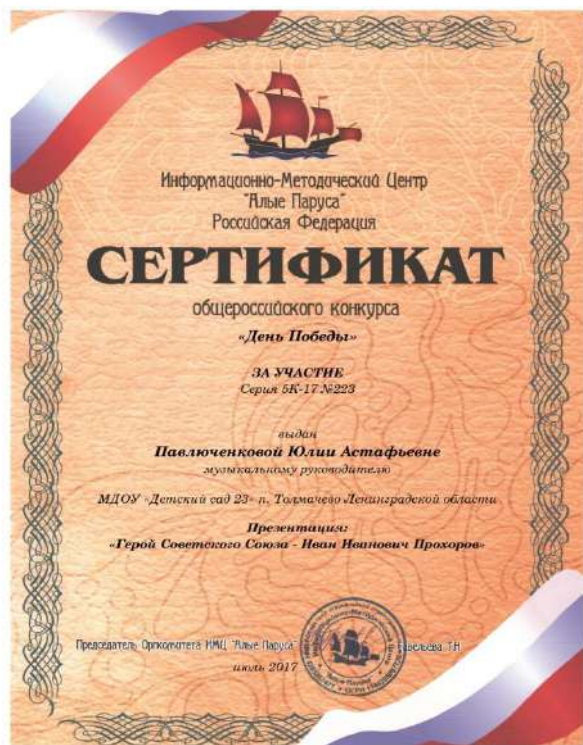 Информационно-Методический Центр
"Алые Паруса"
Российская Федерация
СЕРТИФИКАТ
общероссийского конкурса
«День Победы»
ЗА УЧАСТИЕ
Серия 5К-17 №223
выдан
Павлюченковой Юлии Астафьевне
музыкальному руководителю
МДОУ «Детский сад 23» п. Толмачево Ленинградской области
Презентация:
«Герой Советского Союза - Иван Иванович Прохоров»
Председатель Оргкомитета ИМЦ "Алые Паруса" Савельева Т.Н.
июль 2017